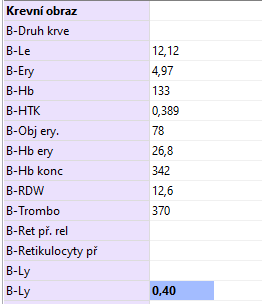 Krevní obraz
B-Druh krve
B-Le 12,12
B-Ery 4,97
B-Hb 133
B-HTK 0,389
B-Obj ery. 78
B-Hb ery 26,8
B-Hb konc 342
B-RDW 12,6
B-Trombo 370
B-Ret př. rel
B-Retikulocyty př
B-Ly
B-Ly 0,40